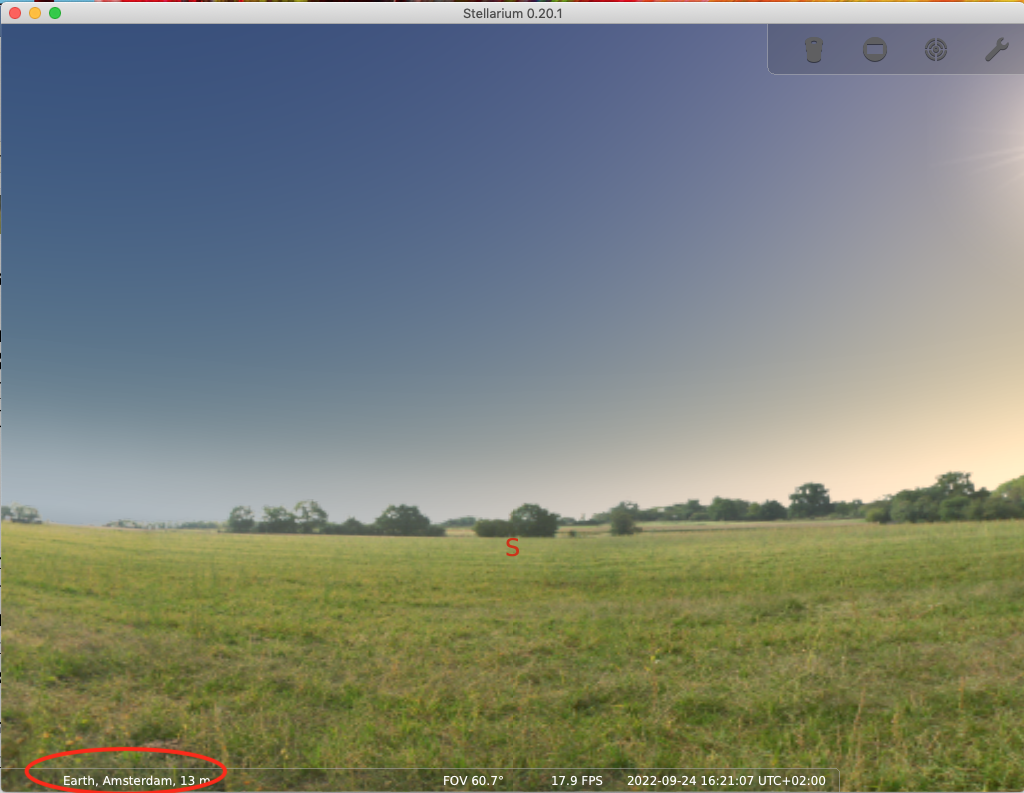 Stellarium 0.20.1
S
Earth, Amsterdam, 13 m FOV 60.7° 17.9 FPS 2022-09-24 16:21:07 UTC+02:00